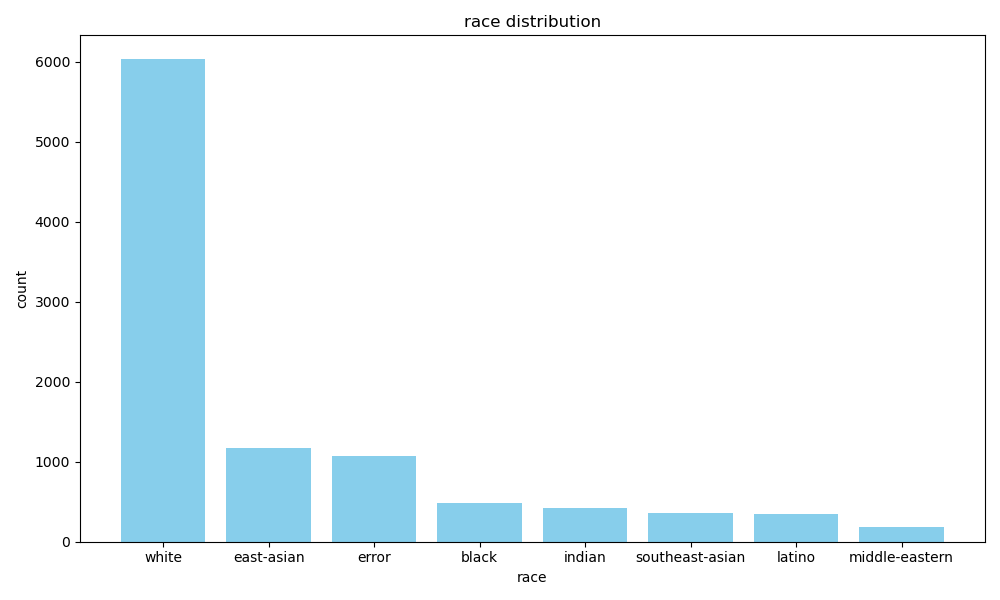 race distribution
count
6000
5000
4000
3000
2000
1000
0
white east-asian error black indian southeast-asian latino middle-eastern
race